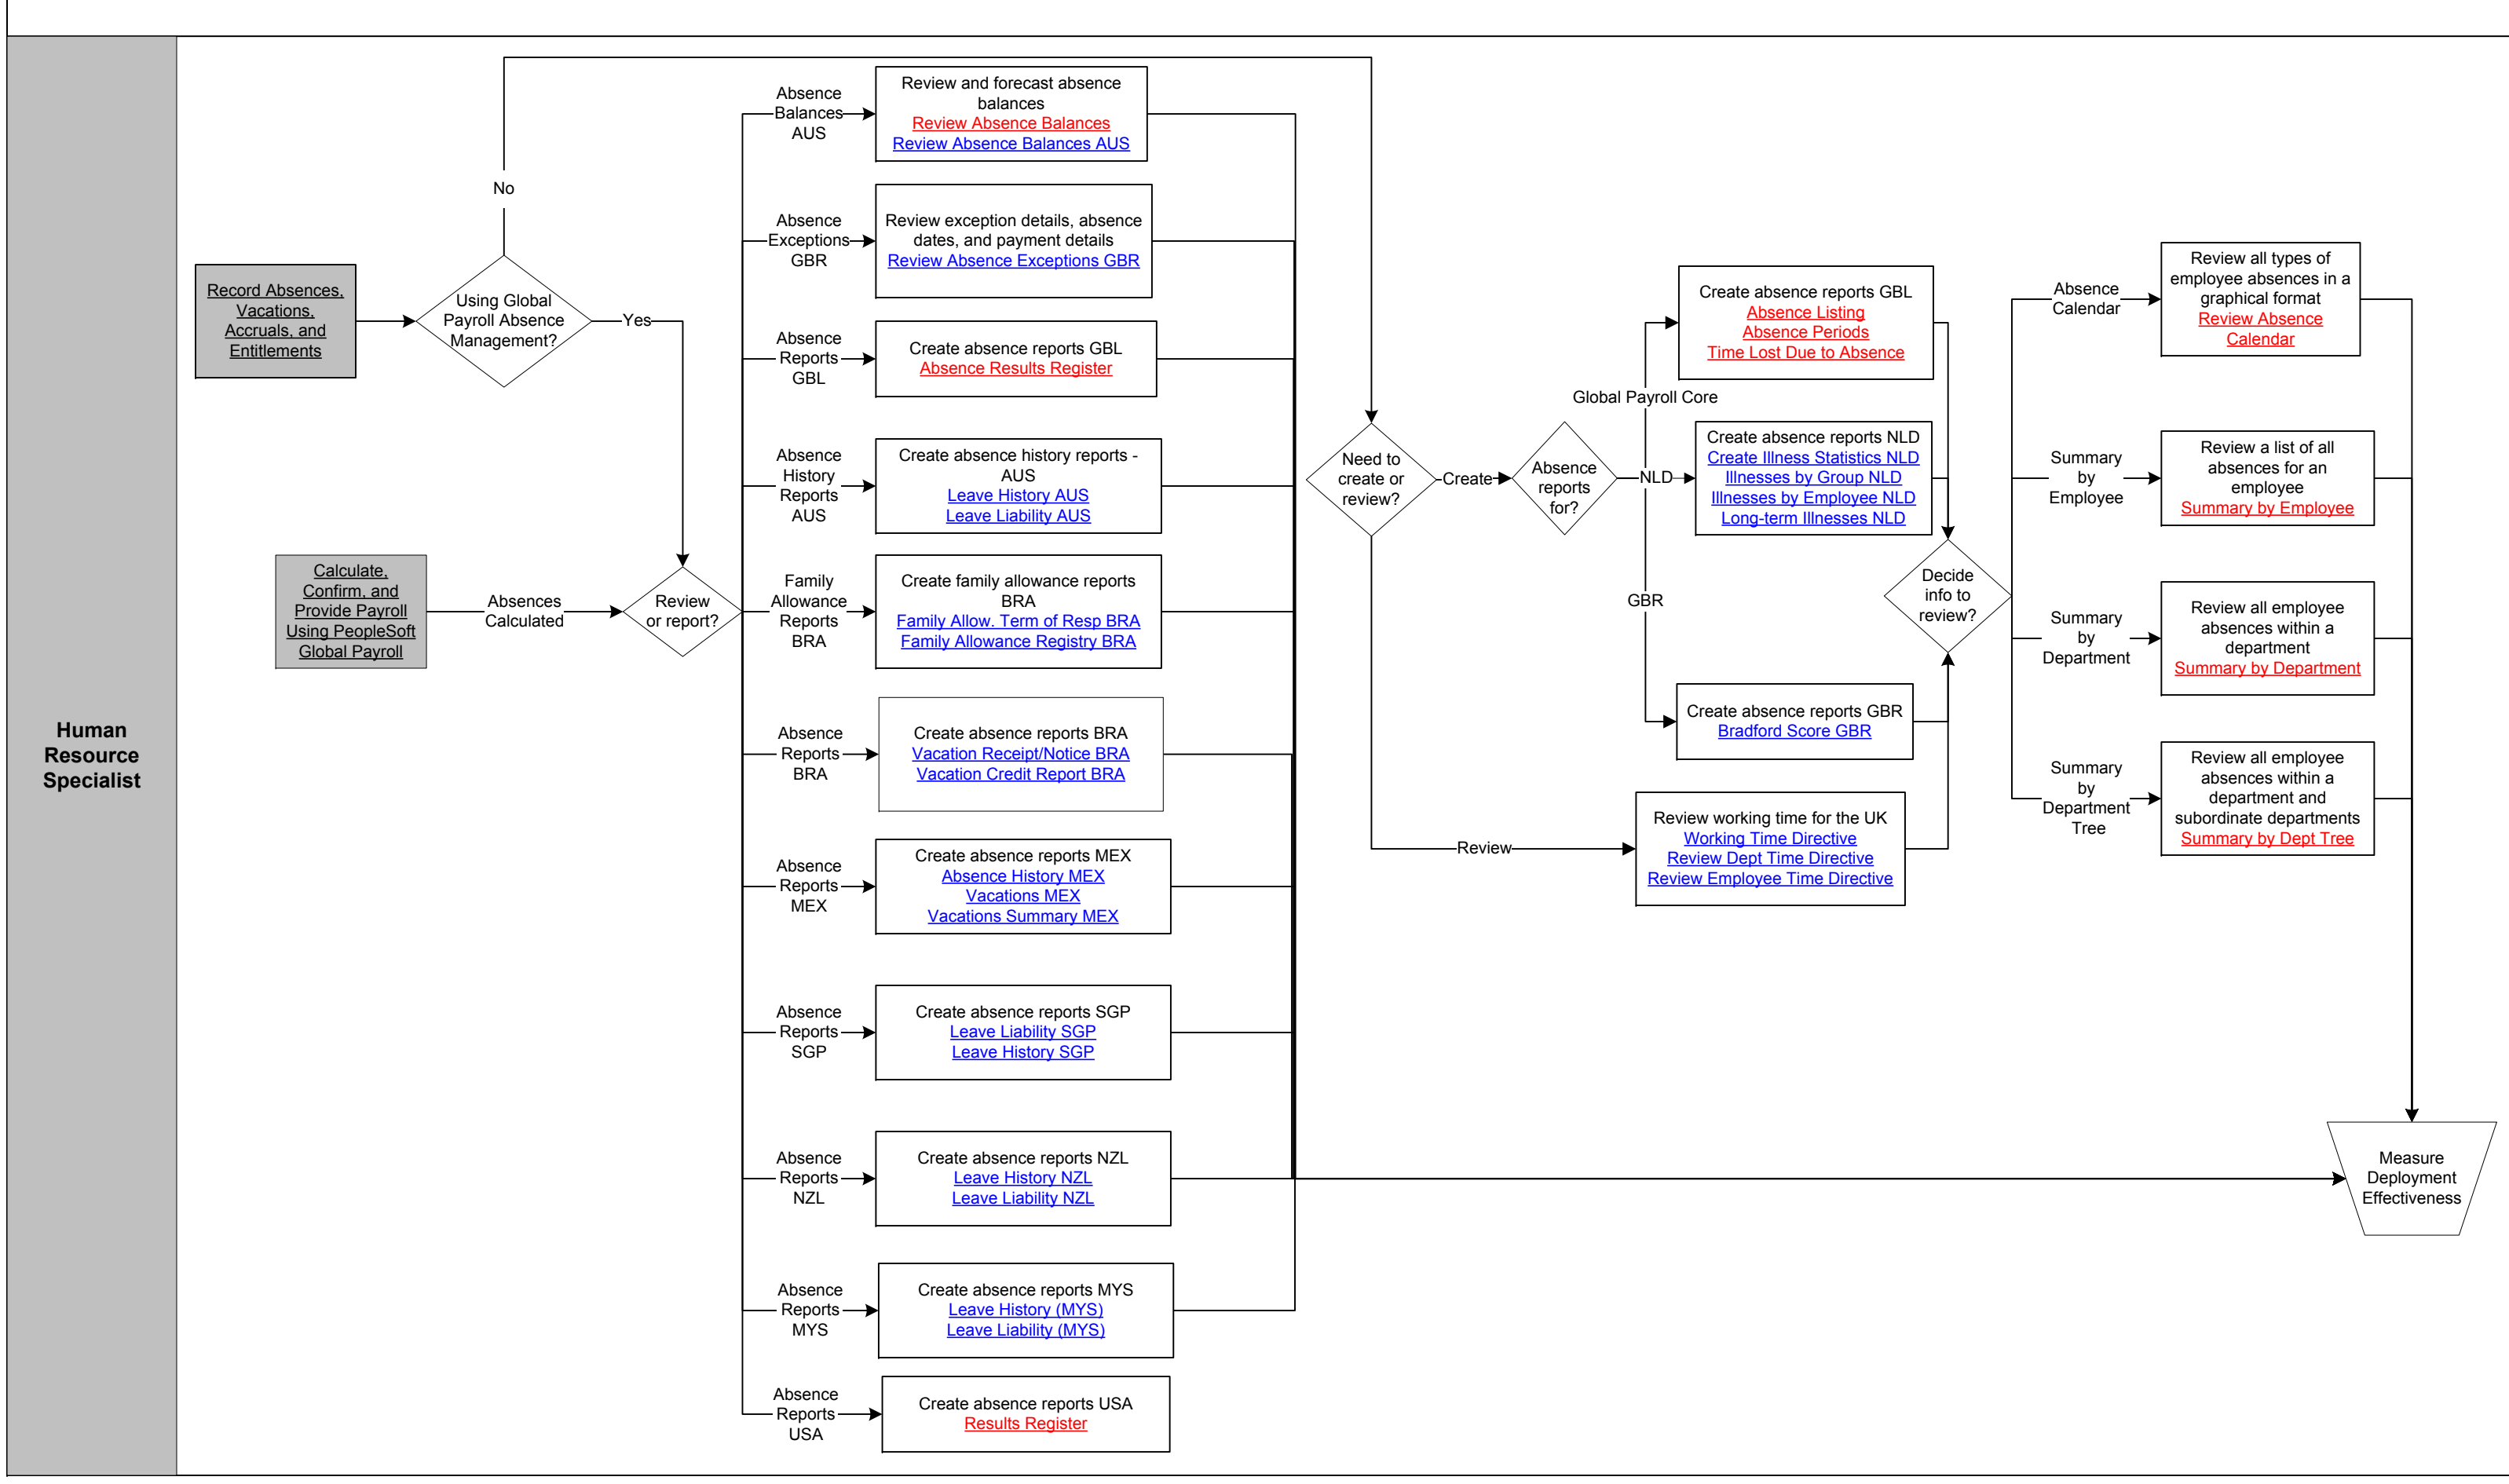 Human
Resource
Specialist
Record Absences,
Vacations,
Accruals, and
Entitlements
Using Global
Payroll Absence
Management?
No
Yes
Calculate,
Confirm, and
Provide Payroll
Using PeopleSoft
Global Payroll
Absences
Calculated
Review
or report?
Absence
Balances
AUS
Review and forecast absence
balances
Review Absence Balances
Review Absence Balances AUS
Absence
Exceptions
GBR
Review exception details, absence
dates, and payment details
Review Absence Exceptions GBR
Absence
Reports
GBL
Create absence reports GBL
Absence Results Register
Absence
History
Reports
AUS
Create absence history reports -
AUS
Leave History AUS
Leave Liability AUS
Family
Allowance
Reports
BRA
Create family allowance reports
BRA
Family Allow. Term of Resp BRA
Family Allowance Registry BRA
Absence
Reports
BRA
Create absence reports BRA
Vacation Receipt/Notice BRA
Vacation Credit Report BRA
Absence
Reports
MEX
Create absence reports MEX
Absence History MEX
Vacations MEX
Vacations Summary MEX
Absence
Reports
SGP
Create absence reports SGP
Leave Liability SGP
Leave History SGP
Absence
Reports
NZL
Create absence reports NZL
Leave History NZL
Leave Liability NZL
Absence
Reports
MYS
Create absence reports MYS
Leave History (MYS)
Leave Liability (MYS)
Absence
Reports
USA
Create absence reports USA
Results Register
Need to
create or
review?
Create
Absence
reports
for?
Global Payroll Core
Create absence reports GBL
Absence Listing
Absence Periods
Time Lost Due to Absence
NLD
Create absence reports NLD
Create Illness Statistics NLD
Illnesses by Group NLD
Illnesses by Employee NLD
Long-term Illnesses NLD
GBR
Create absence reports GBR
Bradford Score GBR
Review
Review working time for the UK
Working Time Directive
Review Dept Time Directive
Review Employee Time Directive
Decide
info to
review?
Absence
Calendar
Review all types of
employee absences in a
graphical format
Review Absence
Calendar
Summary
by
Employee
Review a list of all
absences for an
employee
Summary by Employee
Summary
by
Department
Review all employee
absences within a
department
Summary by Department
Summary
by
Department
Tree
Review all employee
absences within a
department and
subordinate departments
Summary by Dept Tree
Measure
Deployment
Effectiveness